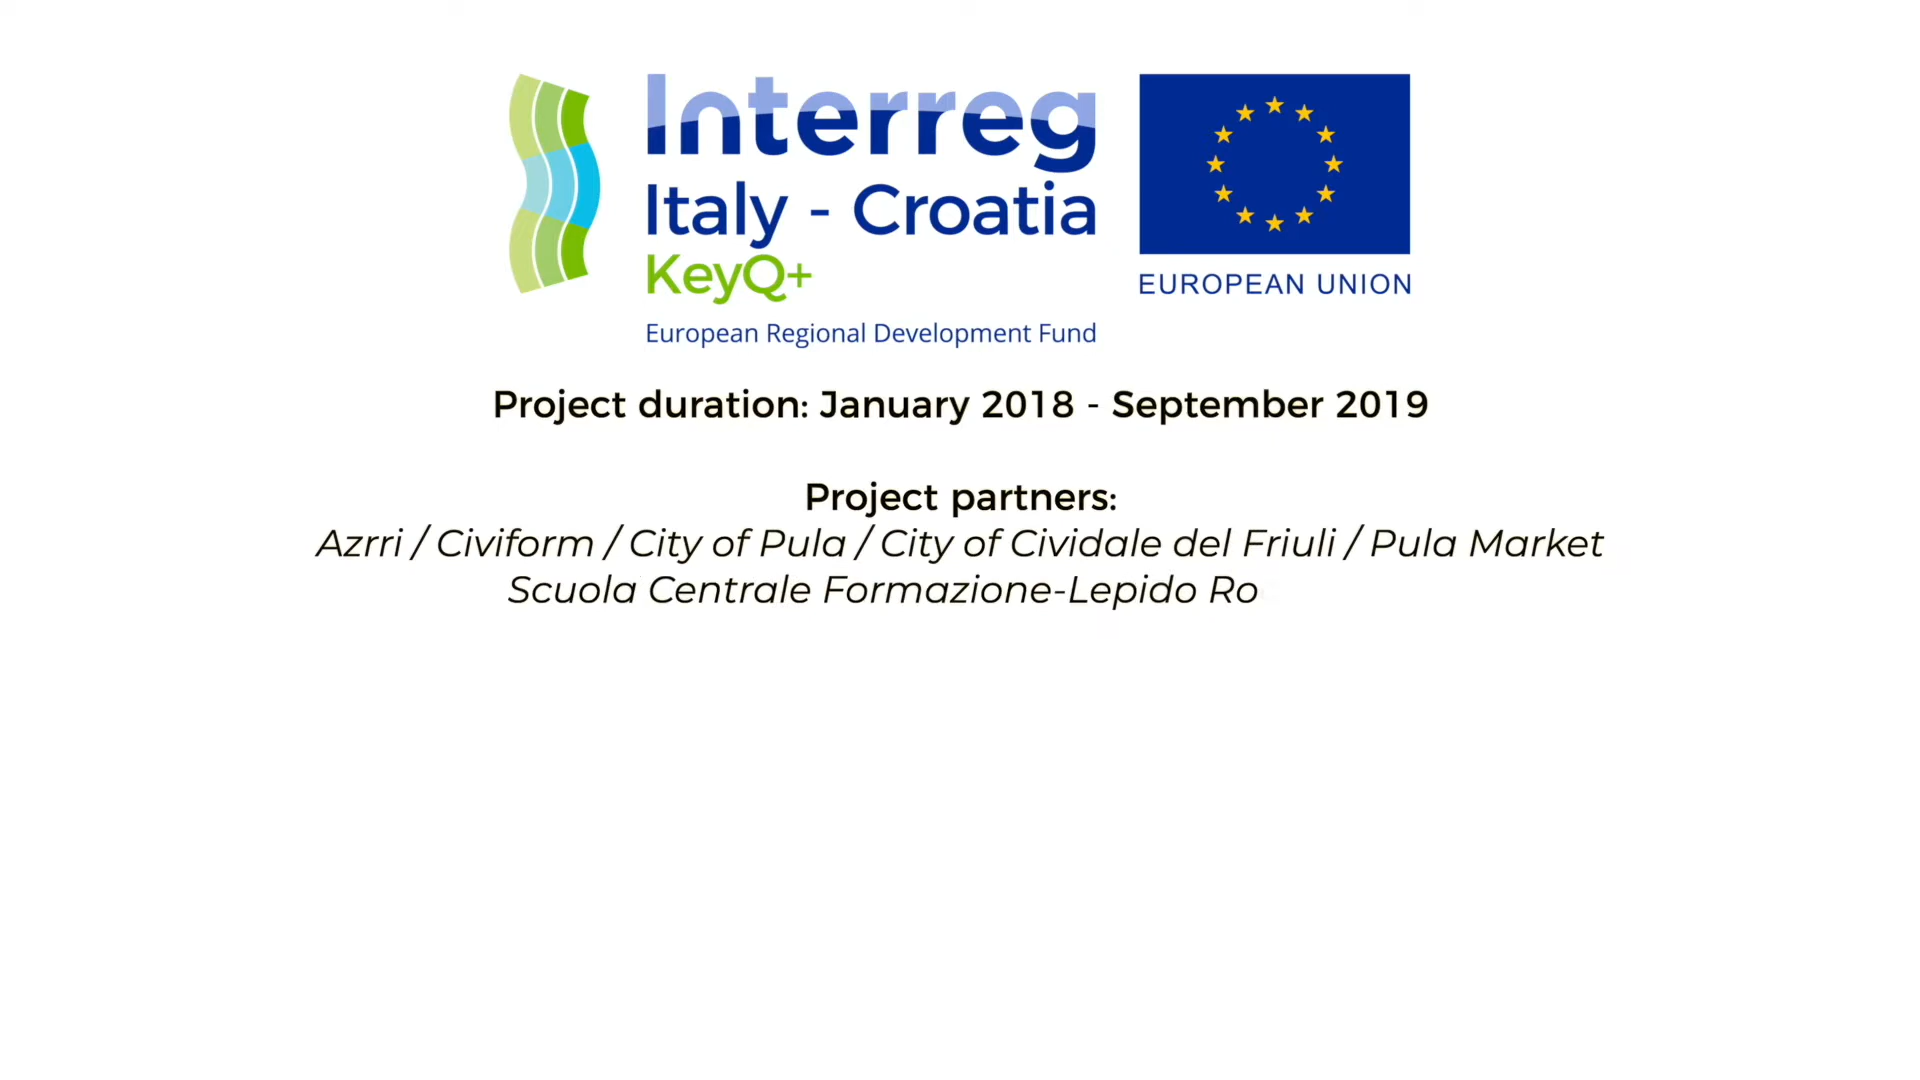 Interreg
Italy - Croatia
KeyQ+
European Regional Development Fund
EUROPEAN UNION
Project duration: January 2018 - September 2019
Project partners:
Azrri / Civiform / City of Pula / City of Cividale del Friuli / Pula Market
Scuola Centrale Formazione-Lepido Ro